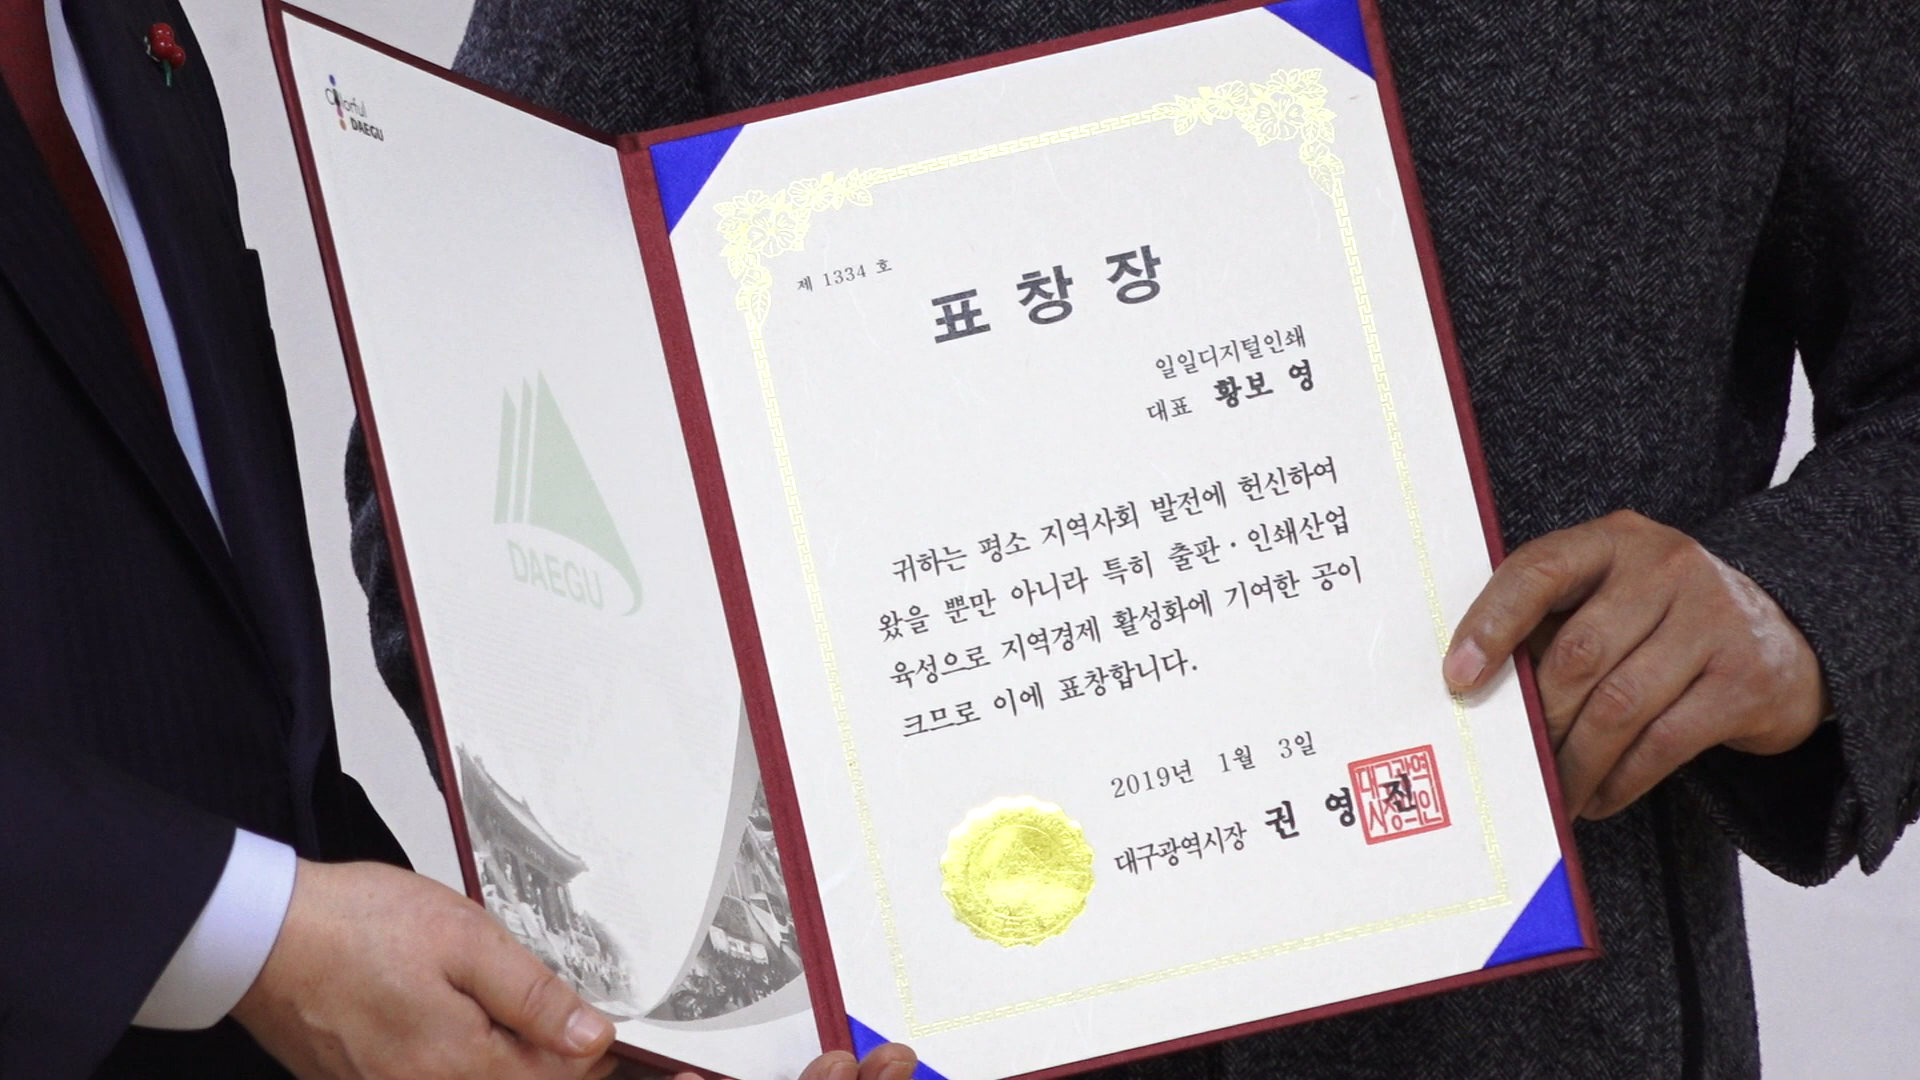 Colorful
DAEGU
DAEGU
제 1334 호
표창장
일일디지털인쇄
대표 황보 영
귀하는 평소 지역사회 발전에 헌신하여
왔을 뿐만 아니라 특히 출판·인쇄산업
육성으로 지역경제 활성화에 기여한 공이
크므로 이에 표창합니다.
2019년 1월 3일
대구광역시장 권 영 진
대구광역
시장의인